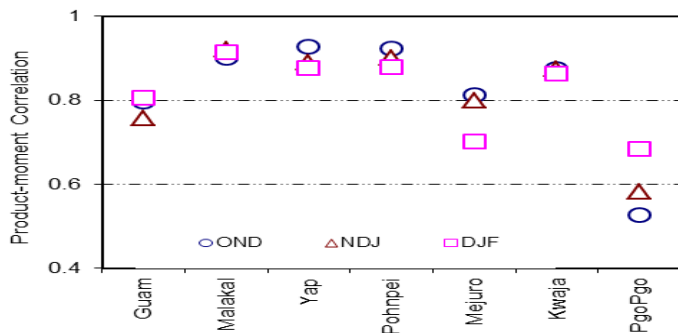 Product-moment Correlation
1
0.8
0.6
0.4
OND NDJ DJF
Guam
Malakal
Yap
Pohnpei
Mejuro
Kwaja
PgoPgo